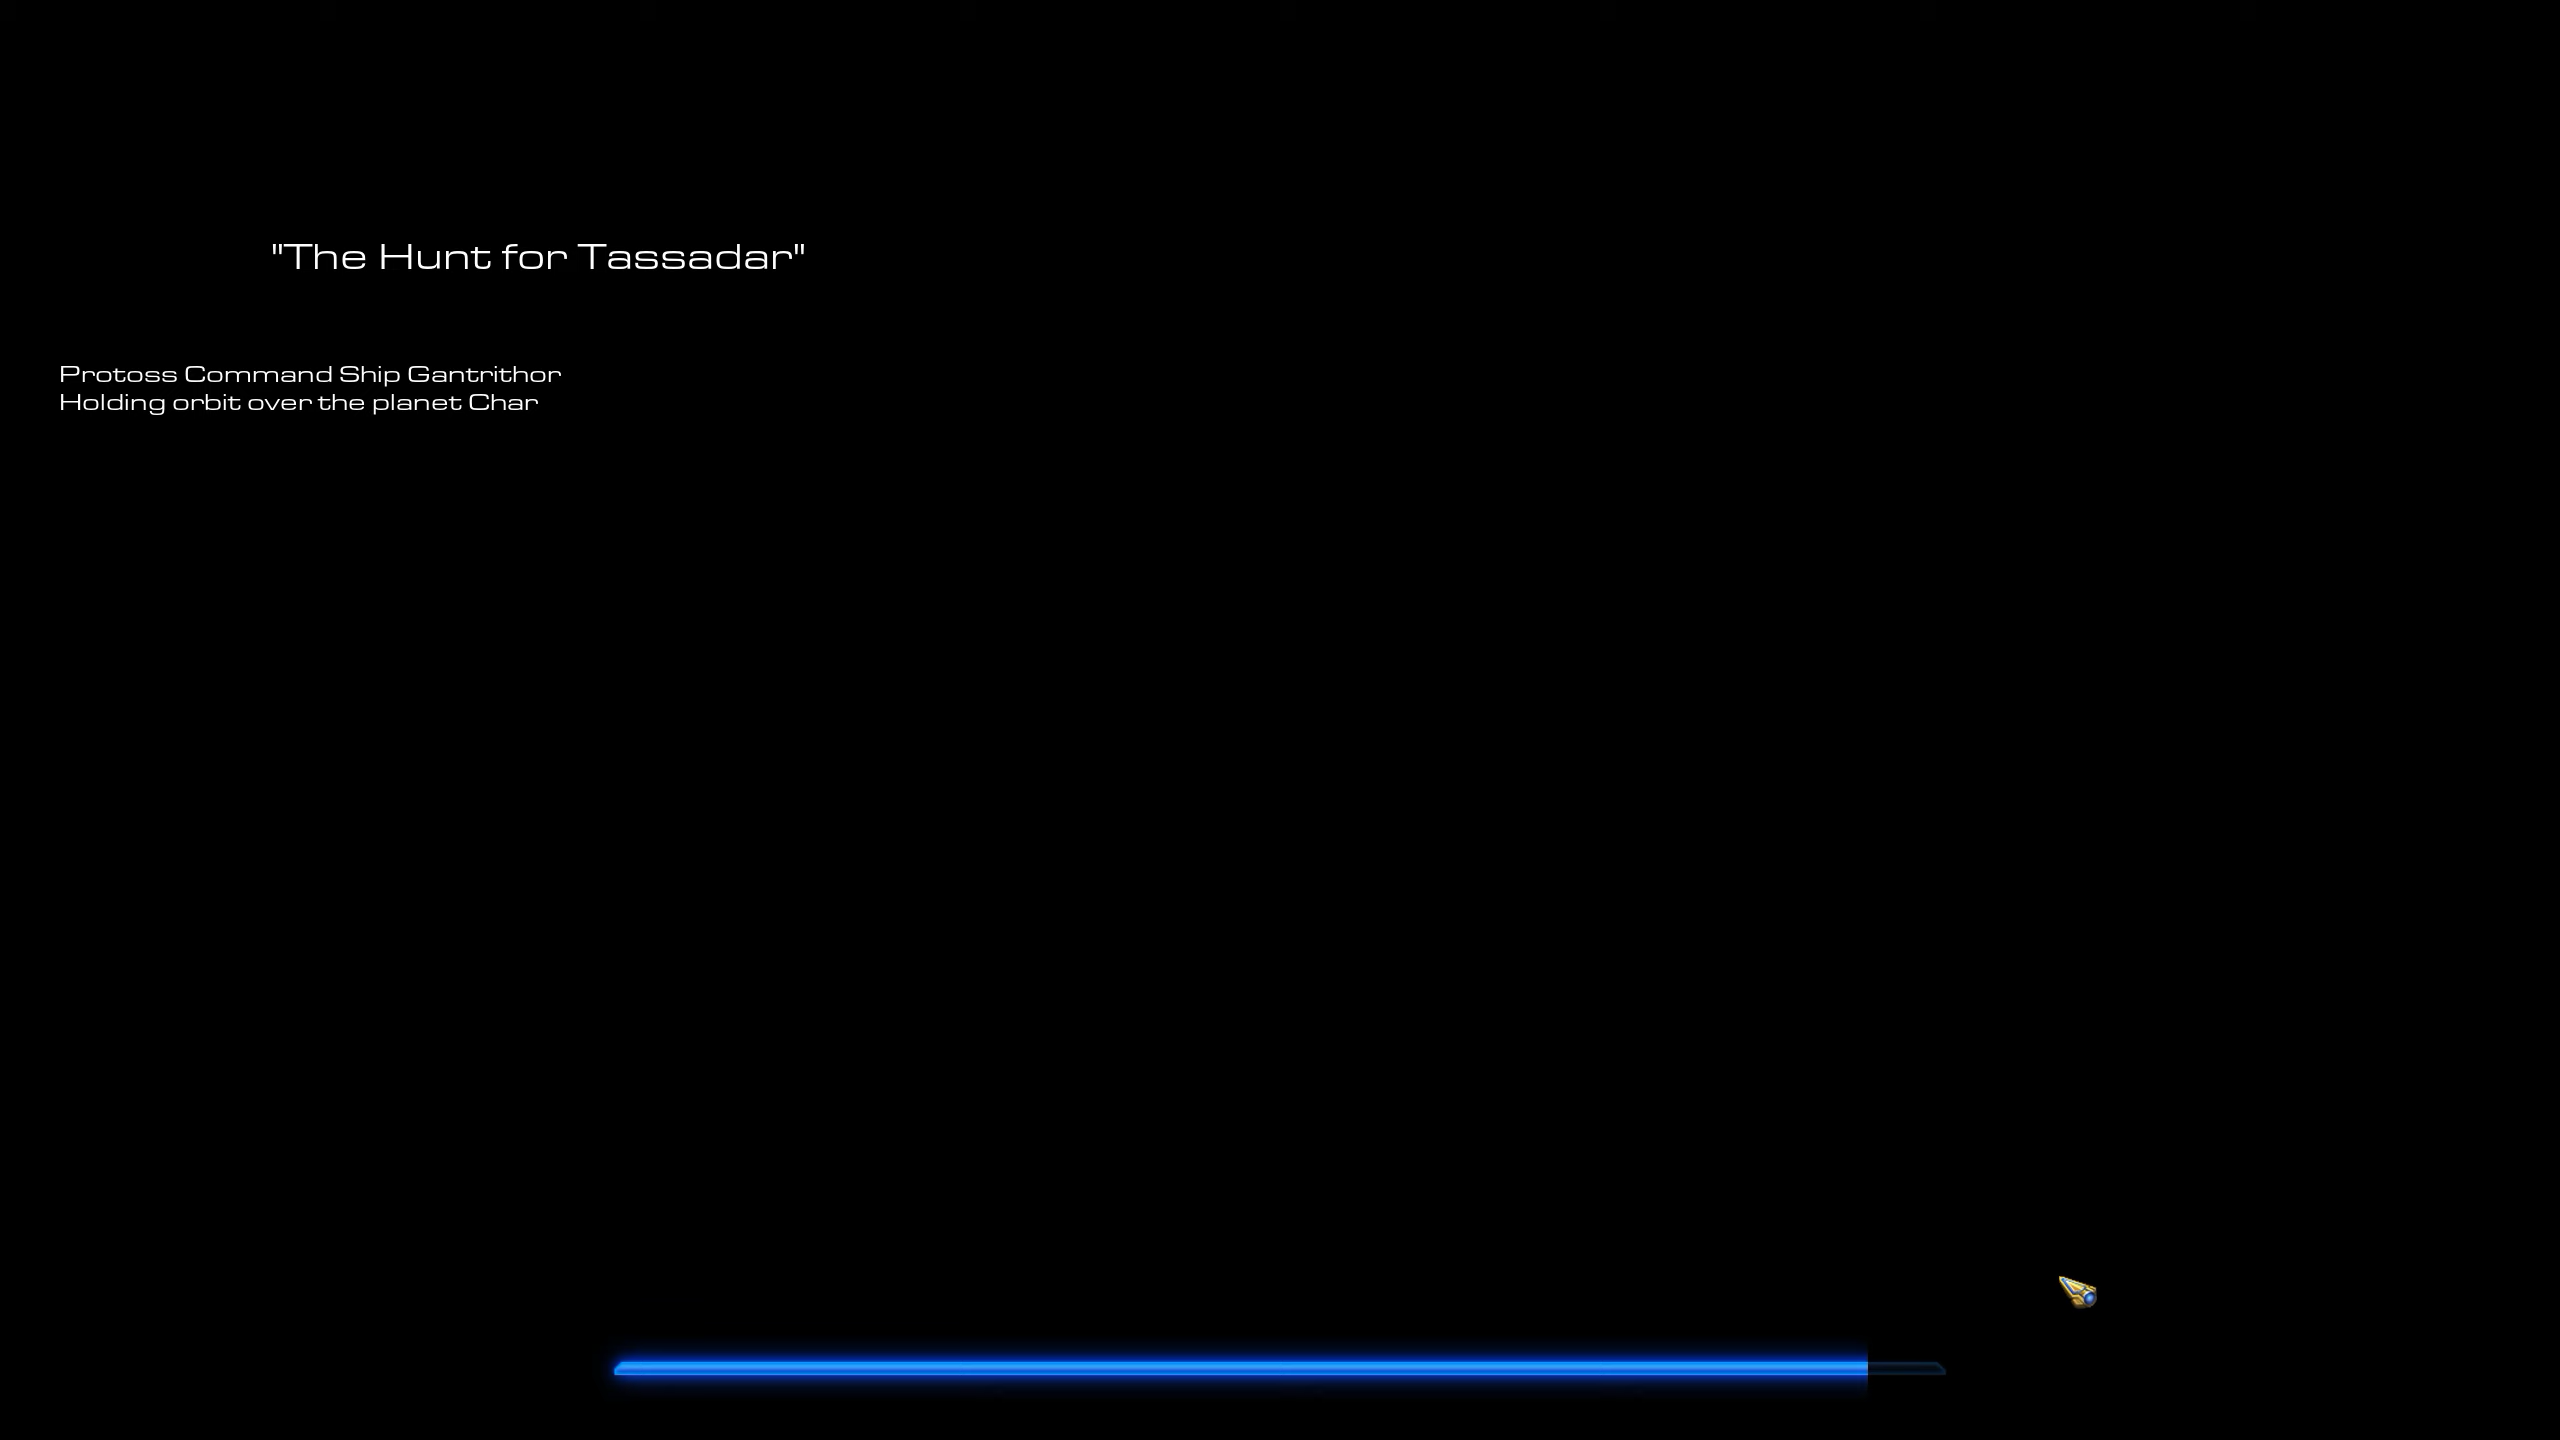 "The Hunt for Tassadar"
Protoss Command Ship Gantrithor
Holding orbit over the planet Char